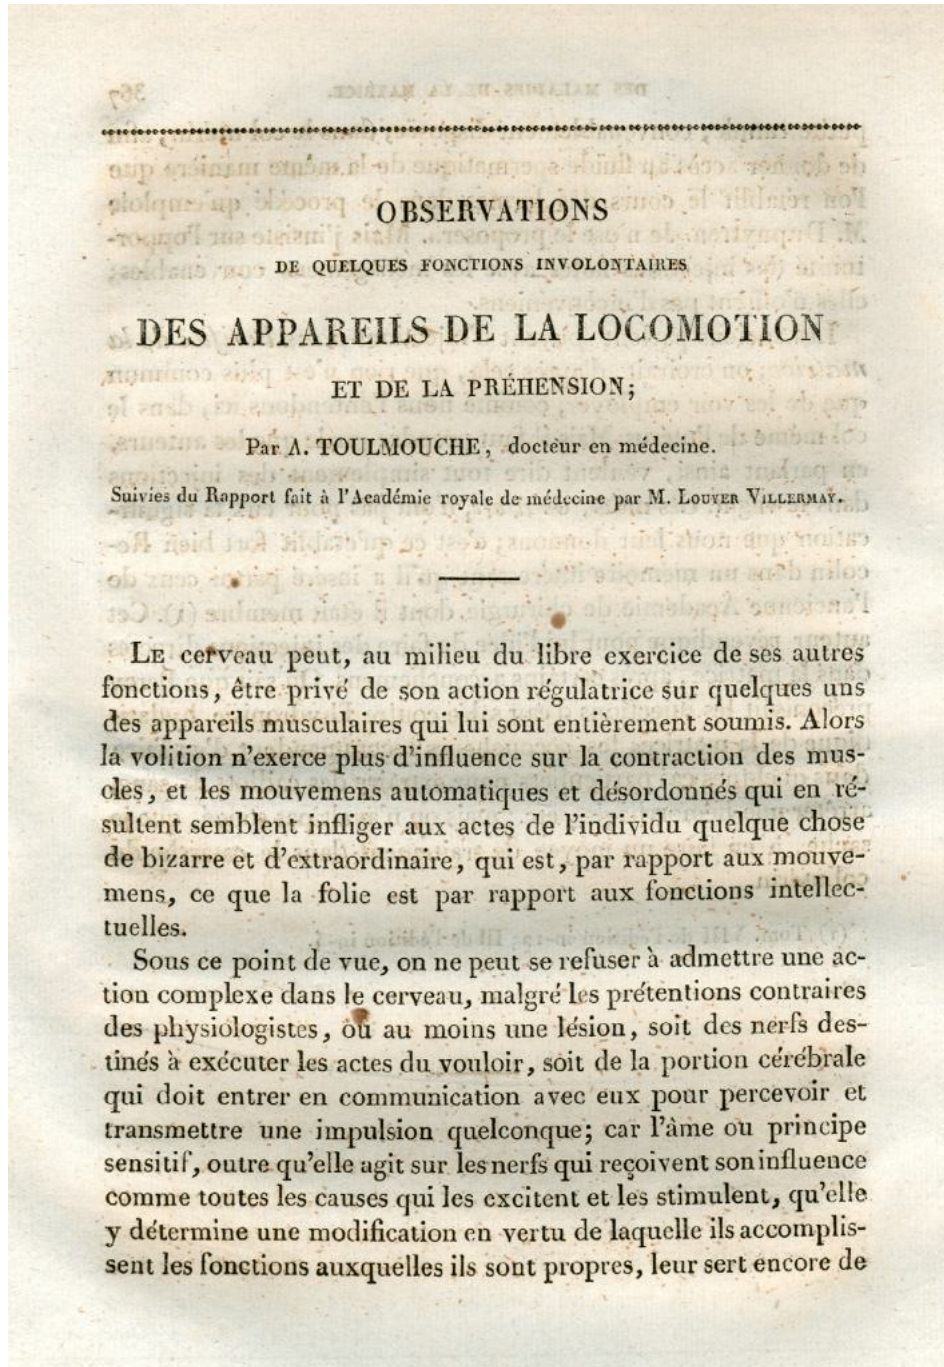 OBSERVATIONS
DE QUELQUES FONCTIONS INVOLONTAIRES
DES APPAREILS DE LA LOCOMOTION
ET DE LA PRÉHENSION;
Par A. TOULMOUCHE, docteur en médecine.
Suivies du Rapport fait à l'Académie royale de médecine par M. LOUYER VILLERMAY.
LE cerveau peut, au milieu du libre exercice de ses autres
fonctions, être privé de son action régulatrice sur quelques uns
des appareils musculaires qui lui sont entièrement soumis. Alors
la volition n'exerce plus d'influence sur la contraction des mus-
cles, et les mouvemens automatiques et désordonnés qui en ré-
sultent semblent infliger aux actes de l'individu quelque chose
de bizarre et d'extraordinaire, qui est, par rapport aux mouve-
mens, ce que la folie est par rapport aux fonctions intellec-
tuelles.
Sous ce point de vue, on ne peut se refuser à admettre une ac-
tion complexe dans le cerveau, malgré les prétentions contraires
des physiologistes, où au moins une lésion, soit des nerfs des-
tinés à exécuter les actes du vouloir, soit de la portion cérébrale
qui doit entrer en communication avec eux pour percevoir et
transmettre une impulsion quelconque; car l'âme ou principe
sensitif, outre qu'elle agit sur les nerfs qui reçoivent son influence
comme toutes les causes qui les excitent et les stimulent, qu'elle
y détermine une modification en vertu de laquelle ils accomplis-
sent les fonctions auxquelles ils sont propres, leur sert encore de